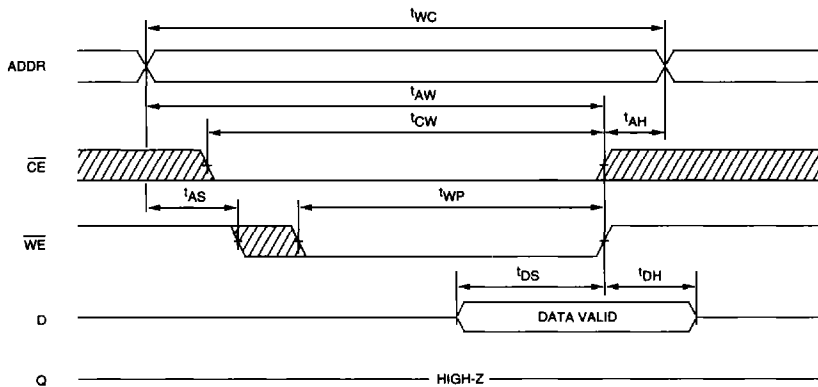 tWC
ADDR
tAW
tCW
tAH
CE
tAS
tWP
WE
tDS
tDH
D
DATA VALID
Q
HIGH-Z